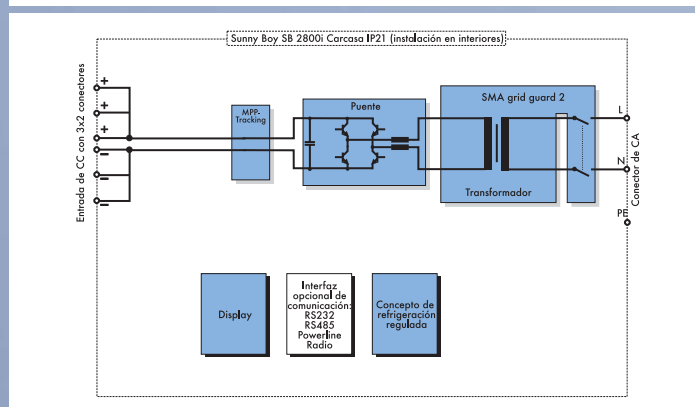 Sunny Boy SB 2800i Carcasa IP21 (instalación en interiores)
Entrada de CC con 3x2 conectores
+
+
+
–
–
–
MPP-
Tracking
Puente
SMA grid guard 2
Transformador
L
N
PE
Conector de CA
Display
Interfaz
opcional de
comunicación:
RS232
RS485
Powerline
Radio
Concepto de
refrigeración
regulada